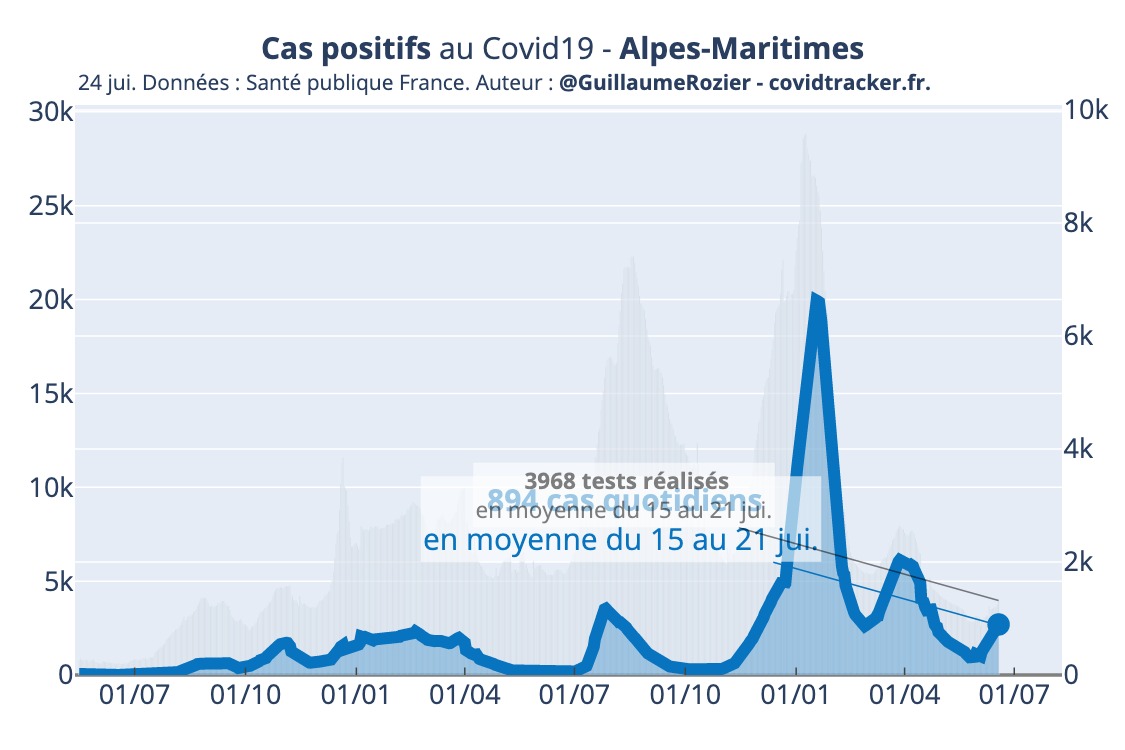 Cas positifs au Covid19 - Alpes-Maritimes
24 jui. Données : Santé publique France. Auteur : @GuillaumeRozier - covidtracker.fr.
30k
25k
20k
15k
10k
5k
0
10k
8k
6k
4k
2k
0
3968 tests réalisés
en moyenne du 15 au 21 jui.
894 cas quotidiens
en moyenne du 15 au 21 jui.
01/07 01/10 01/01 01/04 01/07 01/10 01/01 01/04 01/07